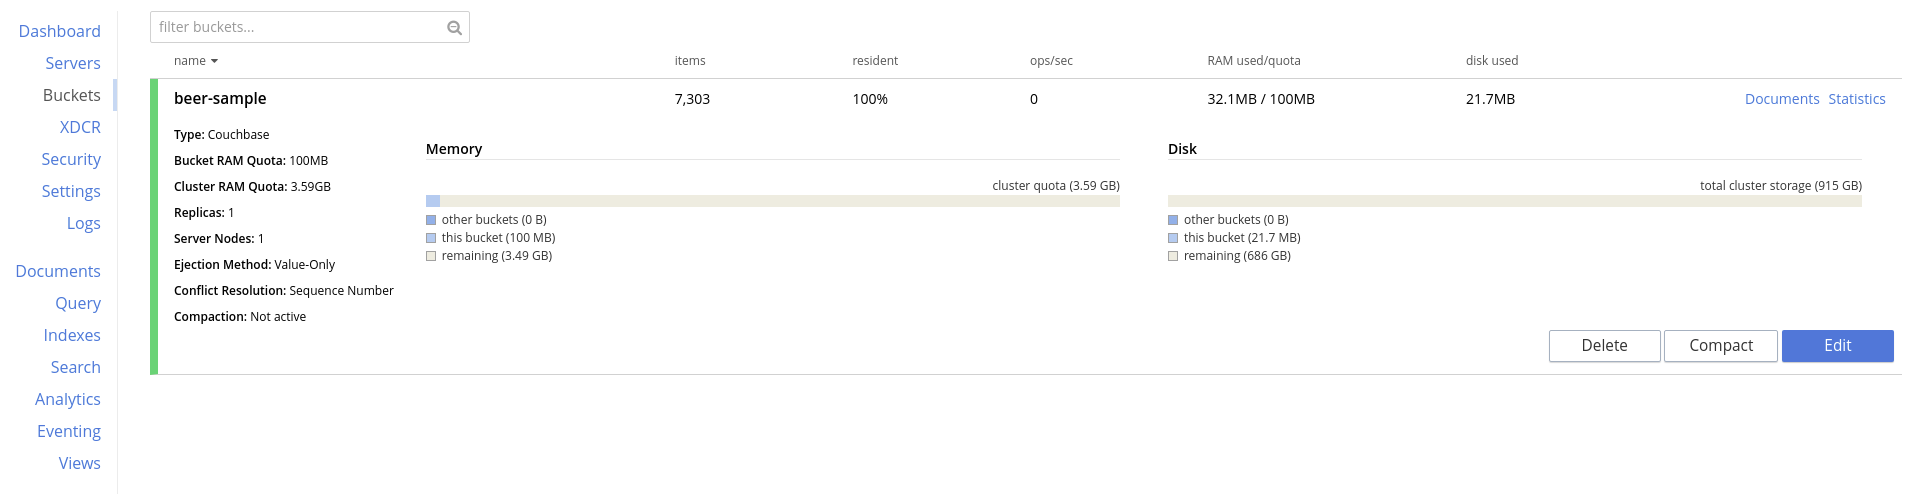 Dashboard
Servers
Buckets
XDCR
Security
Settings
Logs
Documents
Query
Indexes
Search
Analytics
Eventing
Views
filter buckets...
name items resident ops/sec RAM used/quota disk used
beer-sample 7,303 100% 0 32.1MB / 100MB 21.7MB Documents Statistics
Type: Couchbase
Bucket RAM Quota: 100MB
Cluster RAM Quota: 3.59GB
Replicas: 1
Server Nodes: 1
Ejection Method: Value-Only
Conflict Resolution: Sequence Number
Compaction: Not active
Memory
cluster quota (3.59 GB)
other buckets (0 B)
this bucket (100 MB)
remaining (3.49 GB)
Disk
total cluster storage (915 GB)
other buckets (0 B)
this bucket (21.7 MB)
remaining (686 GB)
Delete Compact Edit